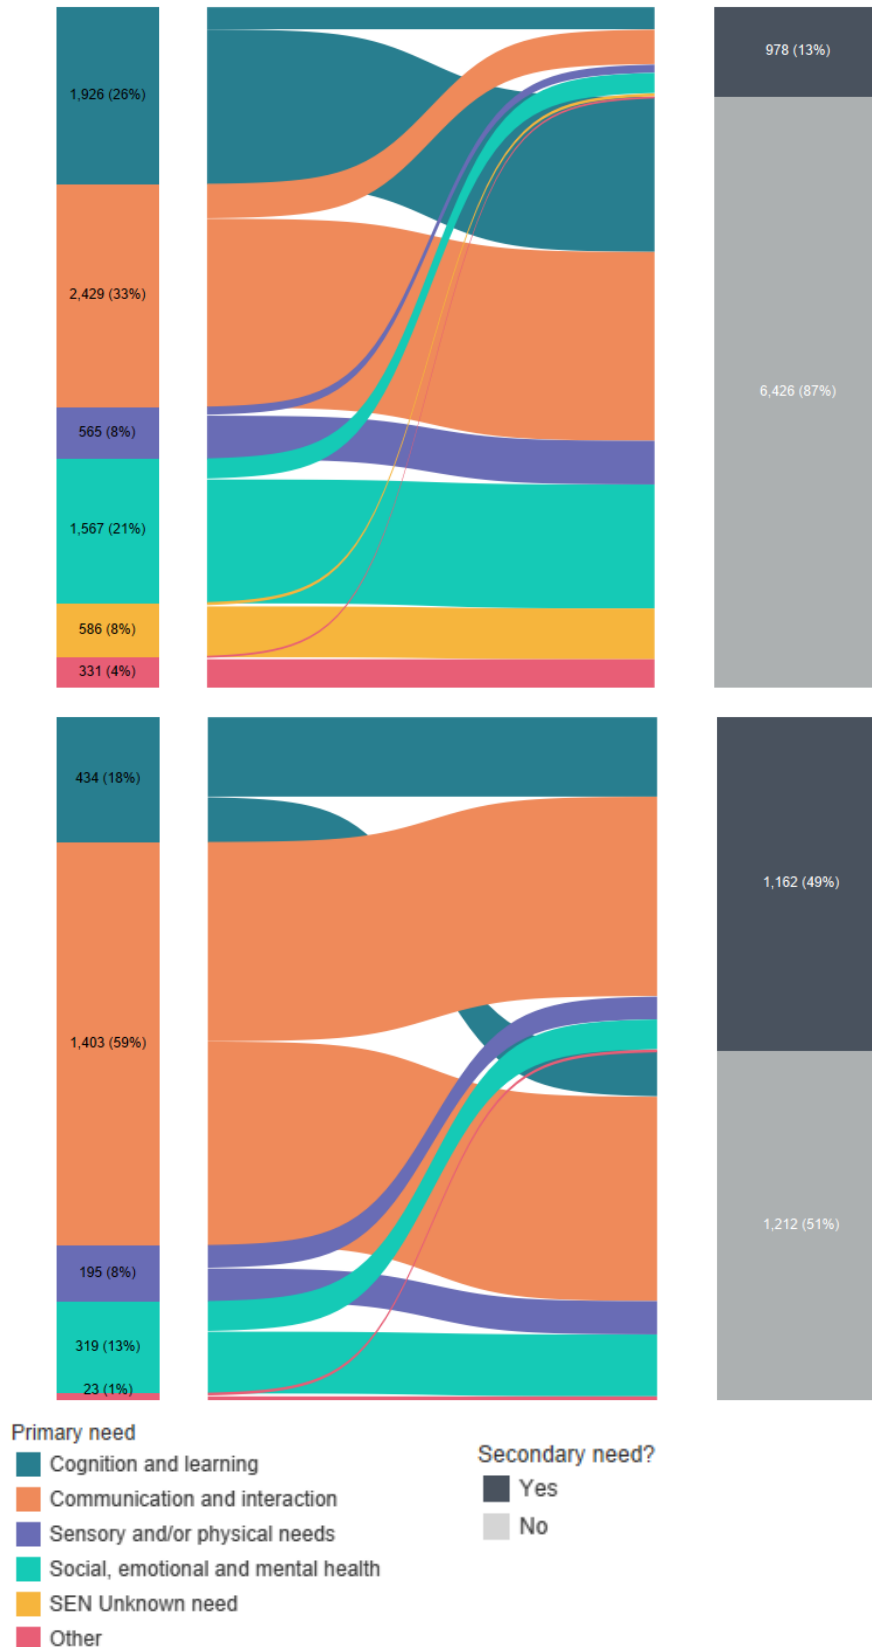 1,926 (26%)
2,429 (33%)
565 (8%)
1,567 (21%)
586 (8%)
331 (4%)
978 (13%)
6,426 (87%)
434 (18%)
1,403 (59%)
195 (8%)
319 (13%)
23 (1%)
1,162 (49%)
1,212 (51%)
Primary need
Cognition and learning
Communication and interaction
Sensory and/or physical needs
Social, emotional and mental health
SEN Unknown need
Other
Secondary need?
Yes
No